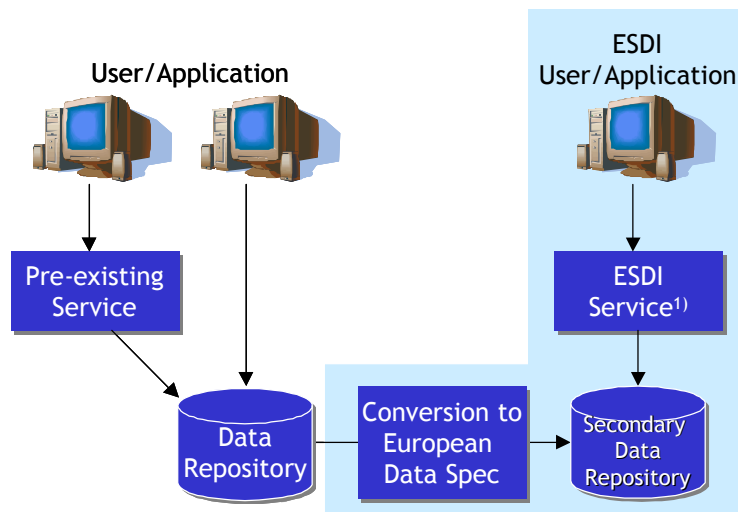 User/Application
ESDI
User/Application
Pre-existing
Service
ESDI
Service¹⁾
Data
Repository
Conversion to
European
Data Spec
Secondary
Data
Repository